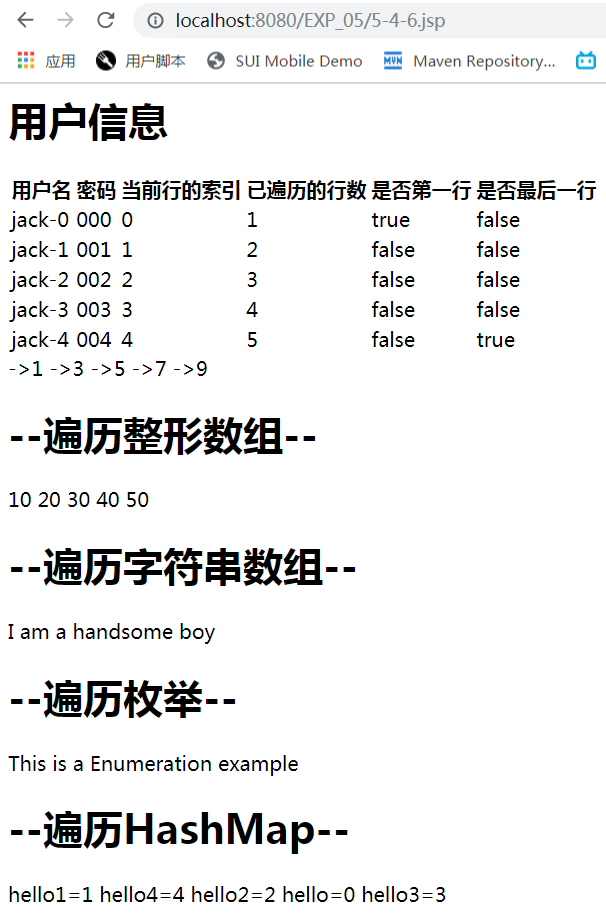 localhost:8080/EXP_05/5-4-6.jsp
应用 用户脚本 SUI Mobile Demo MVN Maven Repository...
用户信息
用户名 密码 当前行的索引 已遍历的行数 是否第一行 是否最后一行
jack-0 000 0 1 true false
jack-1 001 1 2 false false
jack-2 002 2 3 false false
jack-3 003 3 4 false false
jack-4 004 4 5 false true
->1 ->3 ->5 ->7 ->9
--遍历整形数组--
10 20 30 40 50
--遍历字符串数组--
I am a handsome boy
--遍历枚举--
This is a Enumeration example
--遍历HashMap--
hello1=1 hello4=4 hello2=2 hello=0 hello3=3